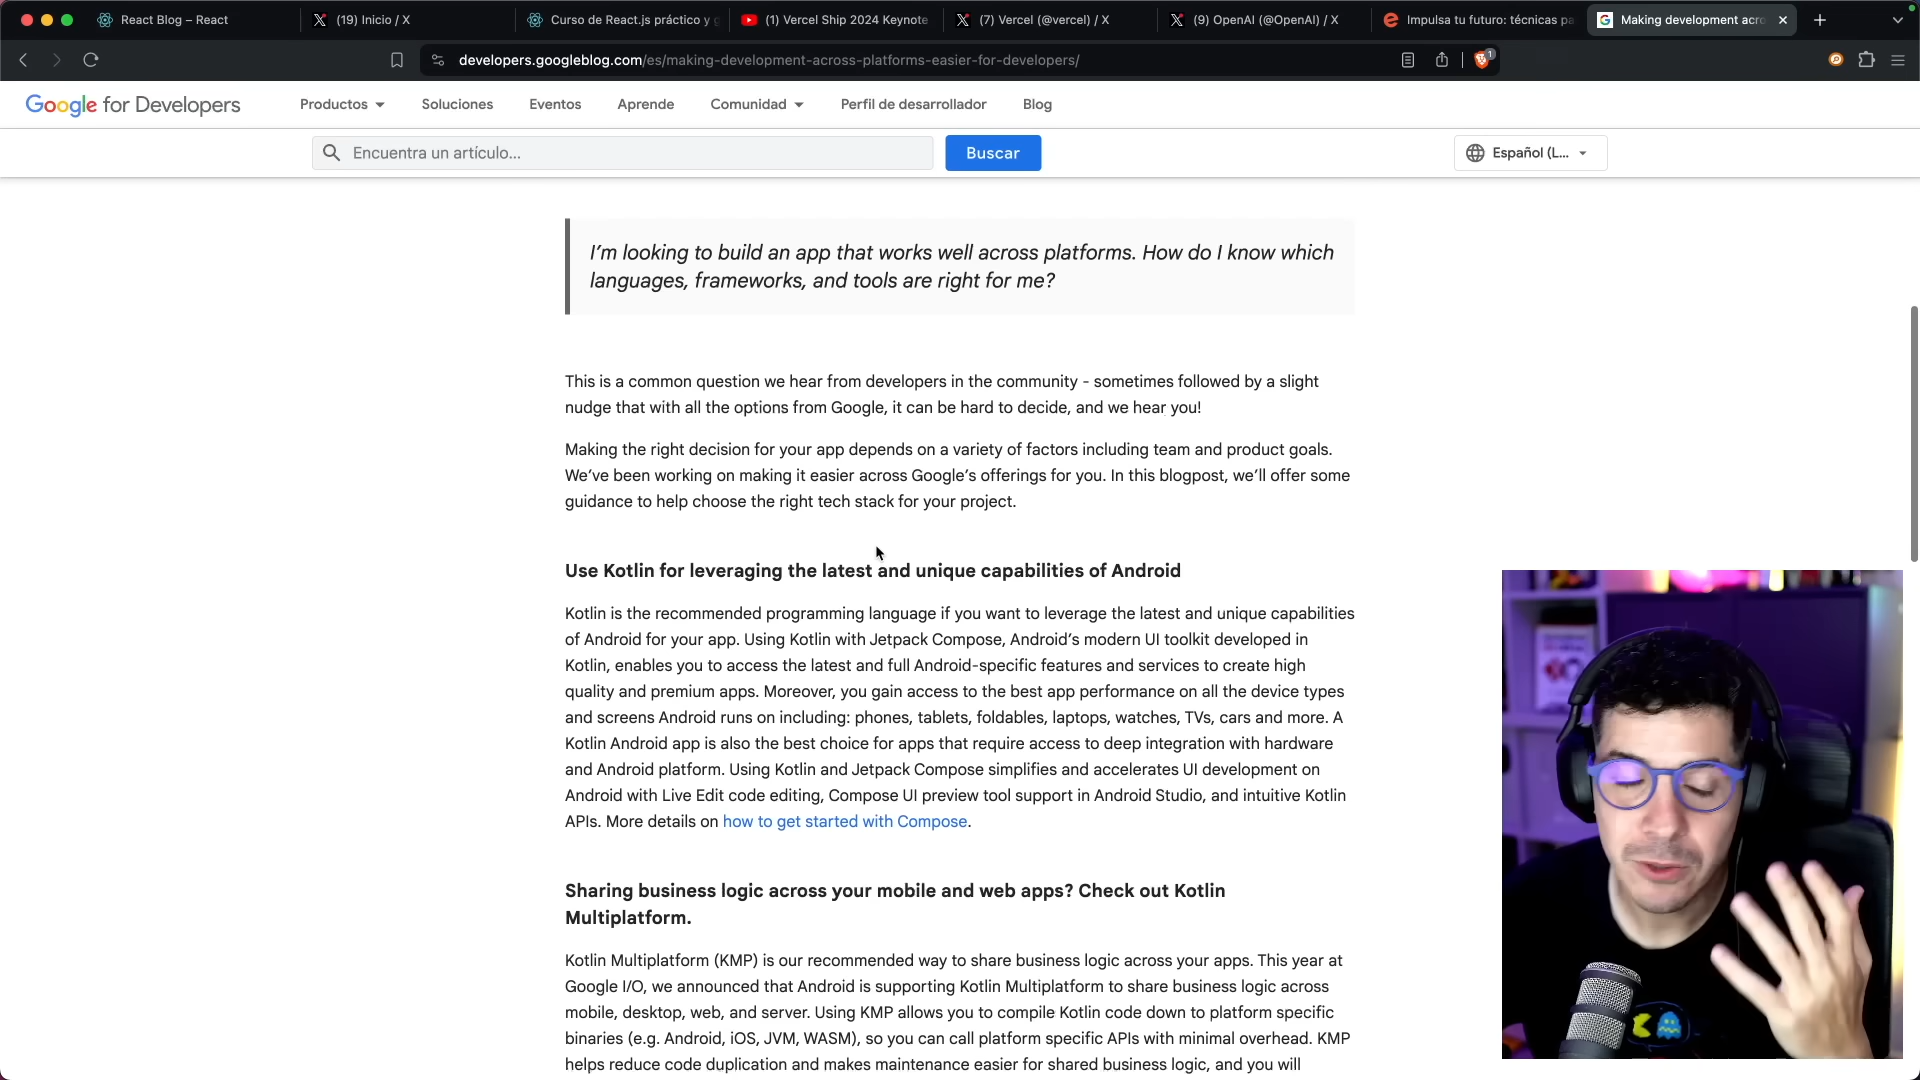 React Blog – React
(19) Inicio / X
Curso de React.js práctico y
(1) Vercel Ship 2024 Keynote
(7) Vercel (@vercel) / X
(9) OpenAI (@OpenAI) / X
Impulsa tu futuro: técnicas pa
Making development acro
developers.googleblog.com/es/making-development-across-platforms-easier-for-developers/
1
Google for Developers
Productos
Soluciones
Eventos
Aprende
Comunidad
Perfil de desarrollador
Blog
Encuentra un artículo...
Buscar
Español (L...
I’m looking to build an app that works well across platforms. How do I know which
languages, frameworks, and tools are right for me?
This is a common question we hear from developers in the community - sometimes followed by a slight
nudge that with all the options from Google, it can be hard to decide, and we hear you!
Making the right decision for your app depends on a variety of factors including team and product goals.
We’ve been working on making it easier across Google’s offerings for you. In this blogpost, we’ll offer some
guidance to help choose the right tech stack for your project.
Use Kotlin for leveraging the latest and unique capabilities of Android
Kotlin is the recommended programming language if you want to leverage the latest and unique capabilities
of Android for your app. Using Kotlin with Jetpack Compose, Android’s modern UI toolkit developed in
Kotlin, enables you to access the latest and full Android-specific features and services to create high
quality and premium apps. Moreover, you gain access to the best app performance on all the device types
and screens Android runs on including: phones, tablets, foldables, laptops, watches, TVs, cars and more. A
Kotlin Android app is also the best choice for apps that require access to deep integration with hardware
and Android platform. Using Kotlin and Jetpack Compose simplifies and accelerates UI development on
Android with Live Edit code editing, Compose UI preview tool support in Android Studio, and intuitive Kotlin
APIs. More details on how to get started with Compose.
Sharing business logic across your mobile and web apps? Check out Kotlin
Multiplatform.
Kotlin Multiplatform (KMP) is our recommended way to share business logic across your apps. This year at
Google I/O, we announced that Android is supporting Kotlin Multiplatform to share business logic across
mobile, desktop, web, and server. Using KMP allows you to compile Kotlin code down to platform specific
binaries (e.g. Android, iOS, JVM, WASM), so you can call platform specific APIs with minimal overhead. KMP
helps reduce code duplication and makes maintenance easier for shared business logic, and you will